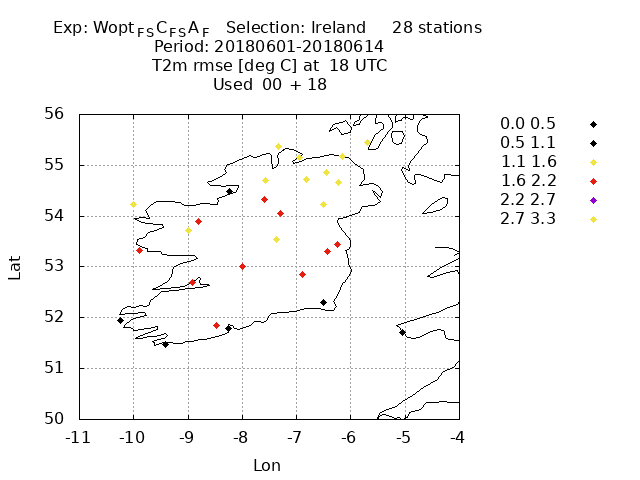 Exp: Wopt FS C FS A F Selection: Ireland 28 stations
Period: 20180601-20180614
T2m rmse [deg C] at 18 UTC
Used 00 + 18
56
55
54
53
52
51
50
-11 -10 -9 -8 -7 -6 -5 -4
Lat
Lon
0.0 0.5
0.5 1.1
1.1 1.6
1.6 2.2
2.2 2.7
2.7 3.3